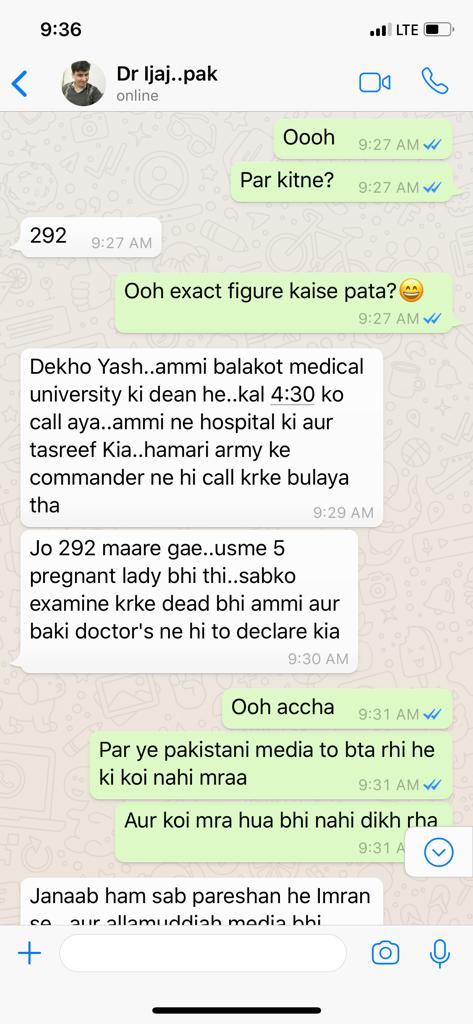 9:36
LTE
Dr Ijaj..pak
online
Oooh
9:27 AM
Par kitne?
9:27 AM
292
9:27 AM
Ooh exact figure kaise pata?😄
9:27 AM
Dekho Yash..ammi balakot medical
university ki dean he..kal 4:30 ko
call aya..ammi ne hospital ki aur
tasreef Kia..hamari army ke
commander ne hi call krke bulaya
tha
9:29 AM
Jo 292 maare gae..usme 5
pregnant lady bhi thi..sabko
examine krke dead bhi ammi aur
baki doctor's ne hi to declare kia
9:30 AM
Ooh accha
9:31 AM
Par ye pakistani media to bta rhi he
ki koi nahi mraa
9:31 AM
Aur koi mra hua bhi nahi dikh rha
9:31 A
Janaab ham sab pareshan he Imran
se...aur allamuddiah media bhi